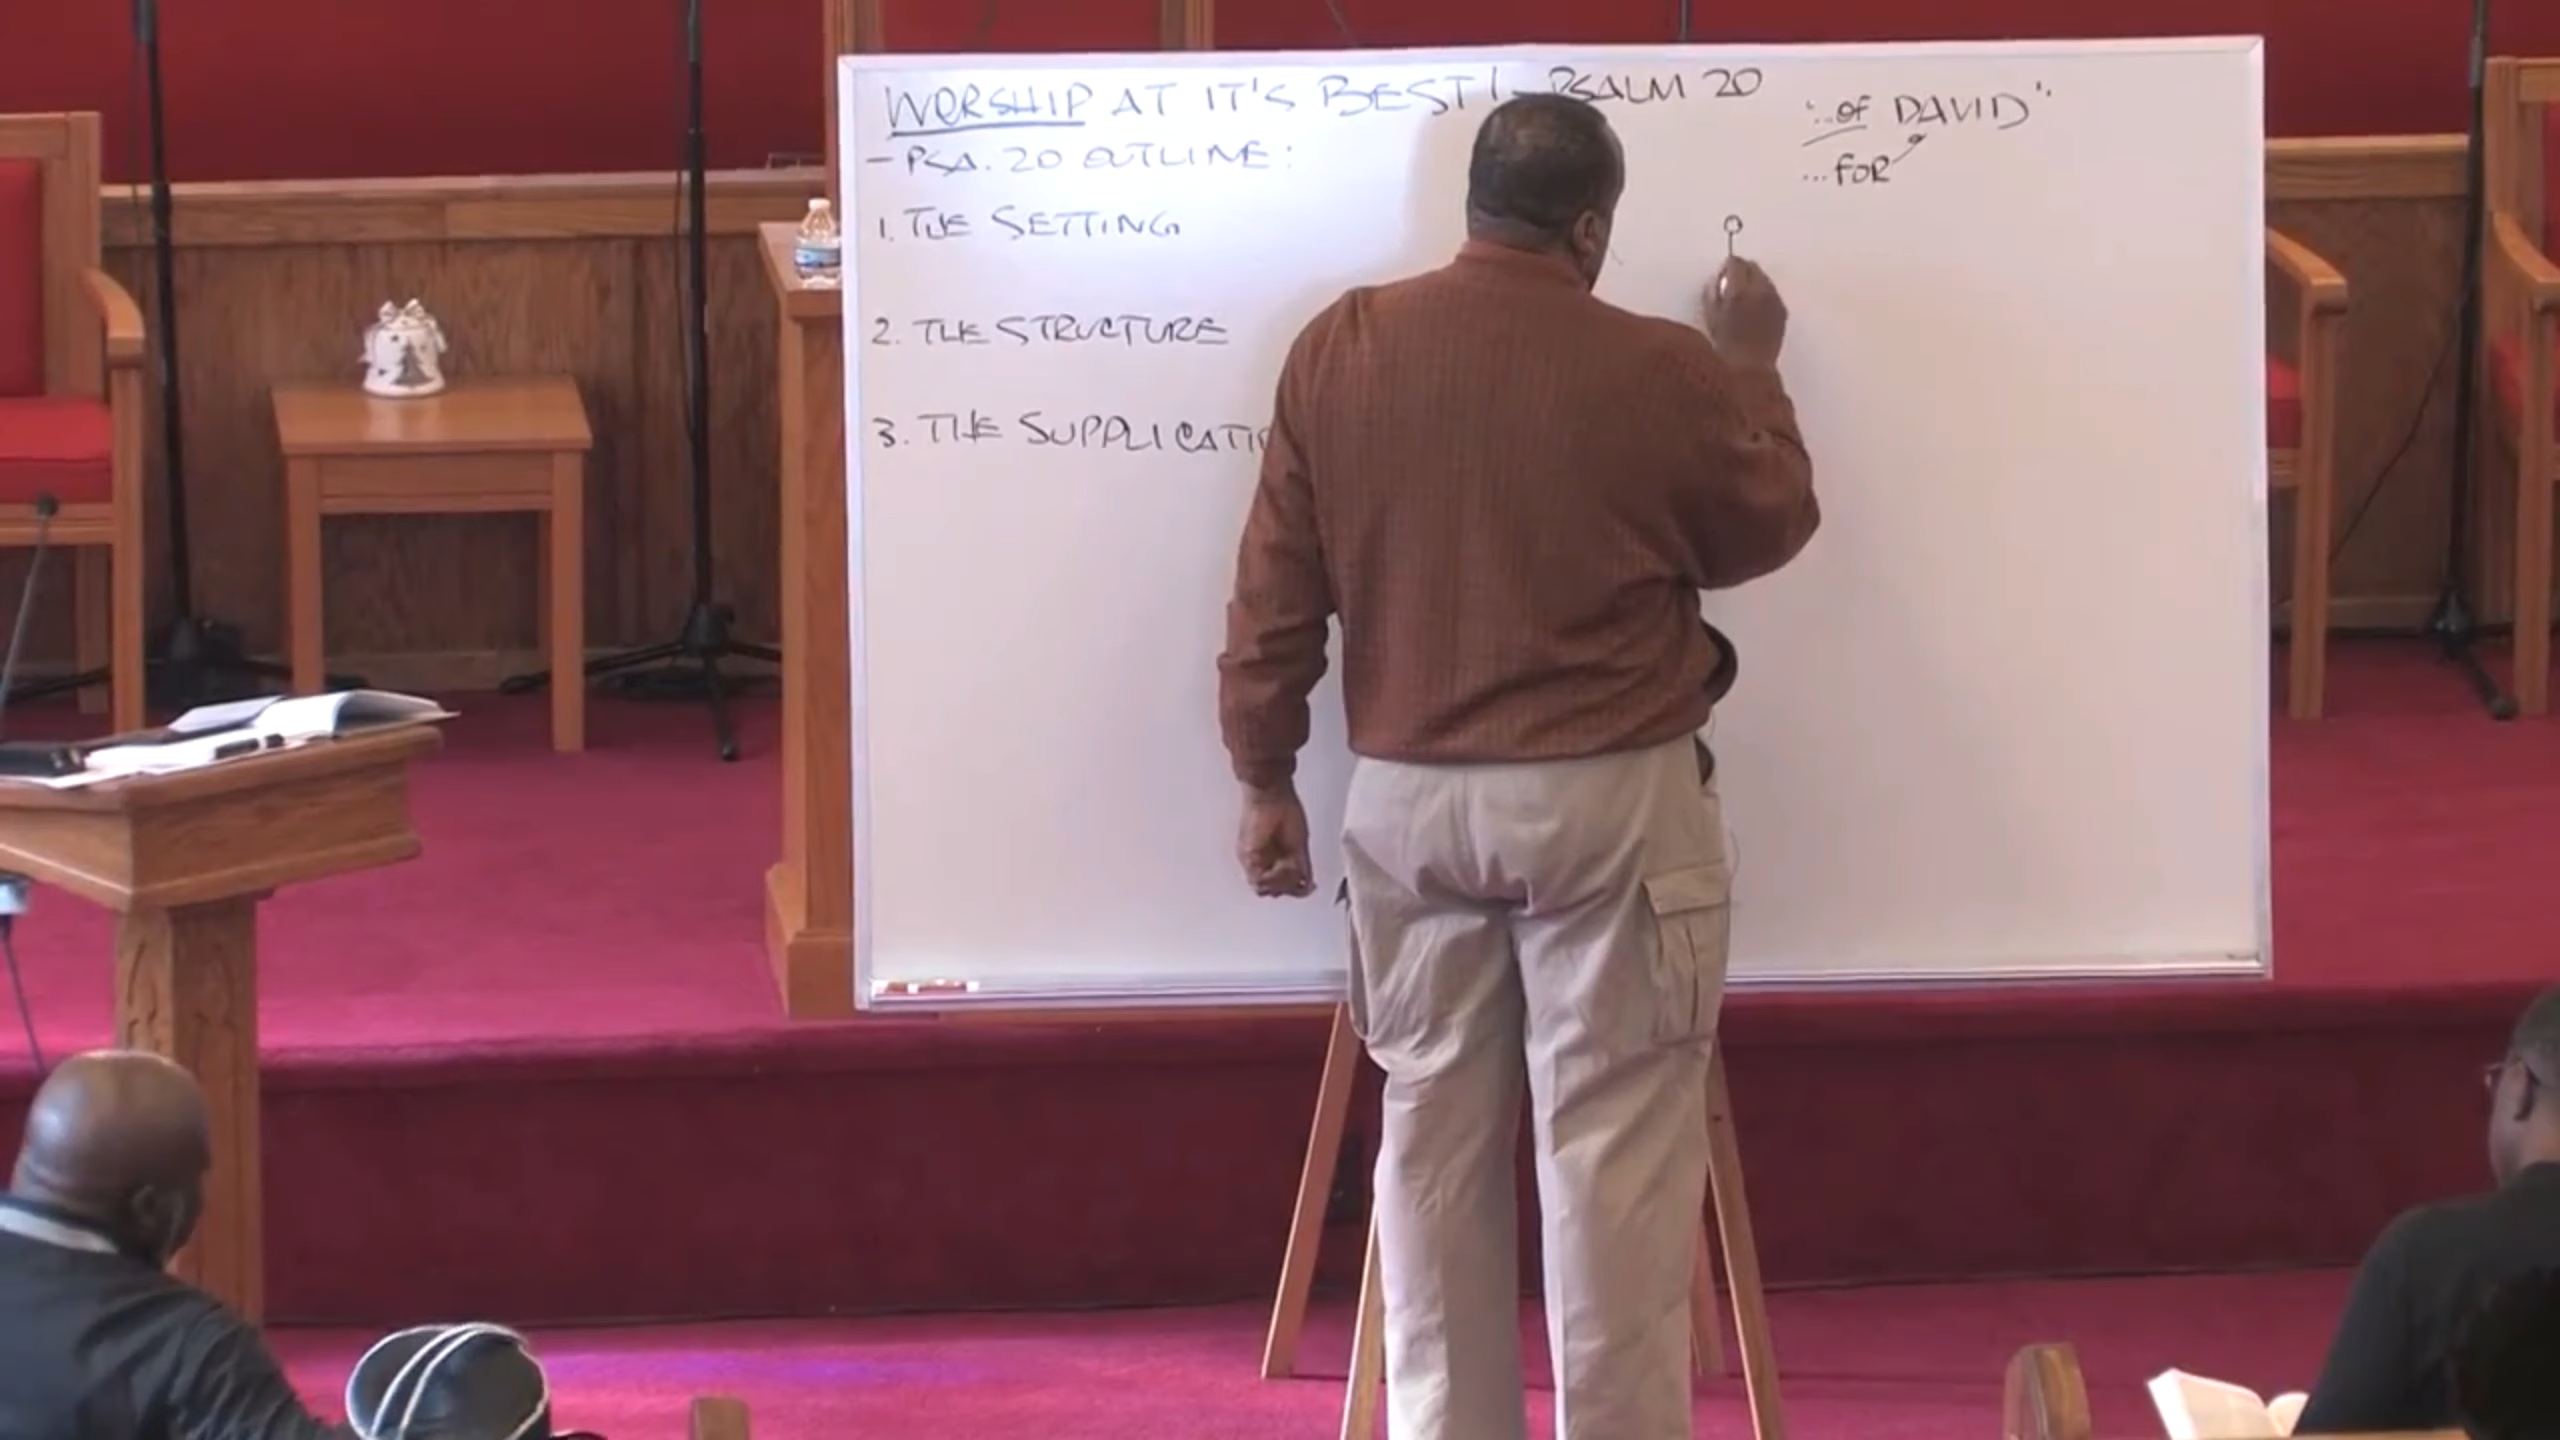 WORSHIP AT IT'S BEST! - PSALM 20
- PSA. 20 OUTLINE:
1. THE SETTING
2. THE STRUCTURE
3. THE SUPPLICATI
"..of DAVID"
...FOR